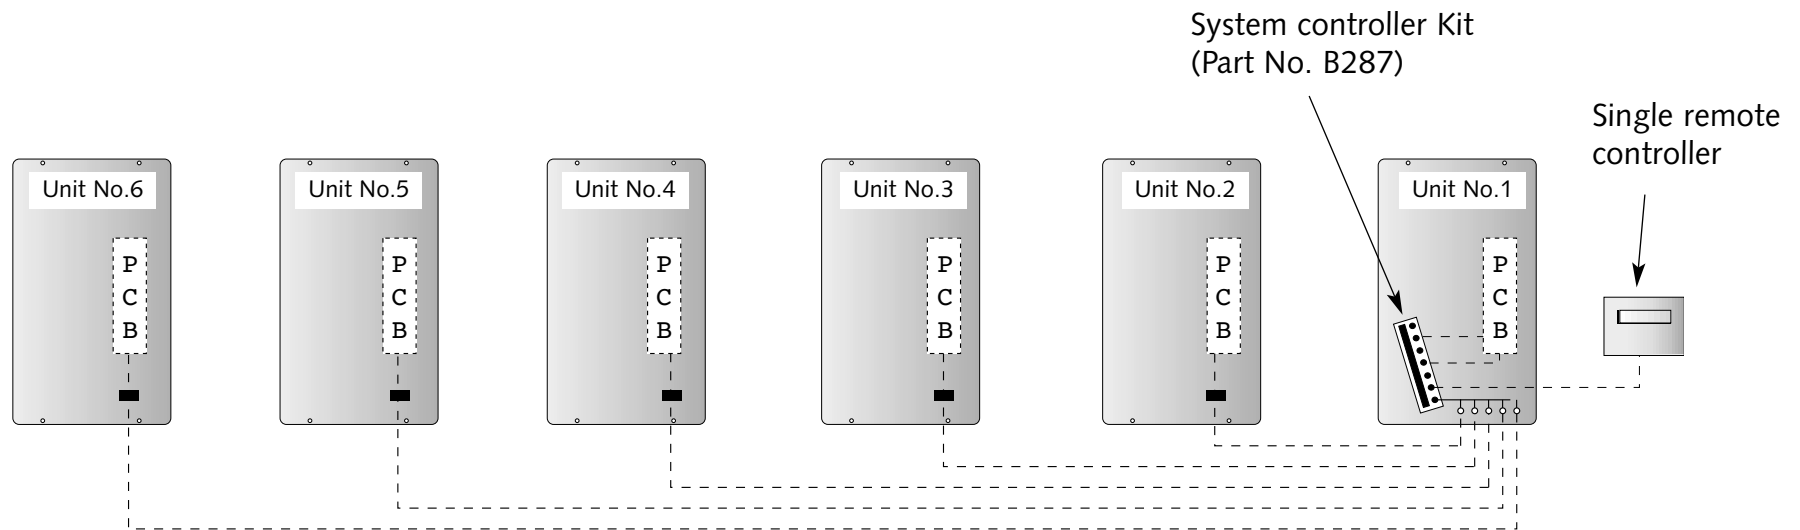 System controller Kit
(Part No. B287)
Single remote
controller
Unit No.6
Unit No.5
Unit No.4
Unit No.3
Unit No.2
Unit No.1
P
C
B
P
C
B
P
C
B
P
C
B
P
C
B
P
C
B